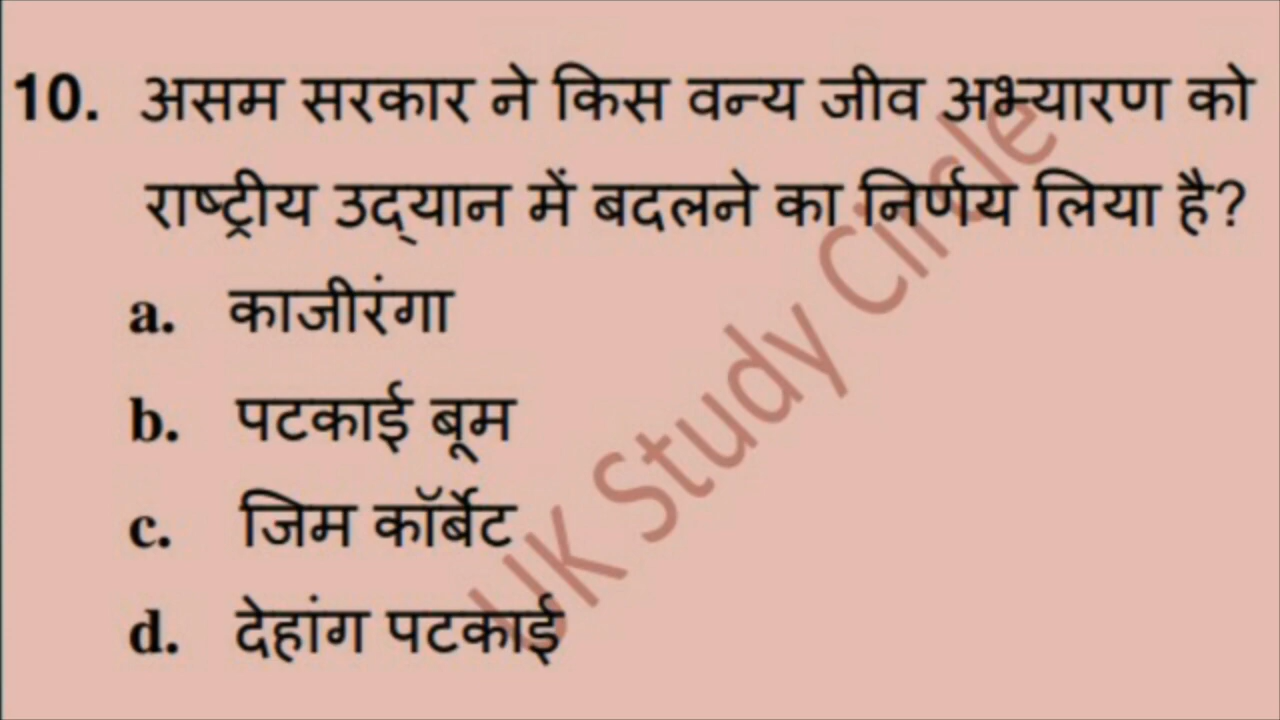 10. असम सरकार ने किस वन्य जीव अभ्यारण को
राष्ट्रीय उद्‌यान में बदलने का निर्णय लिया है?
a. काजीरंगा
b. पटकाई बूम
c. जिम कॉर्बेट
d. देहांग पटकाई
UK Study Circle